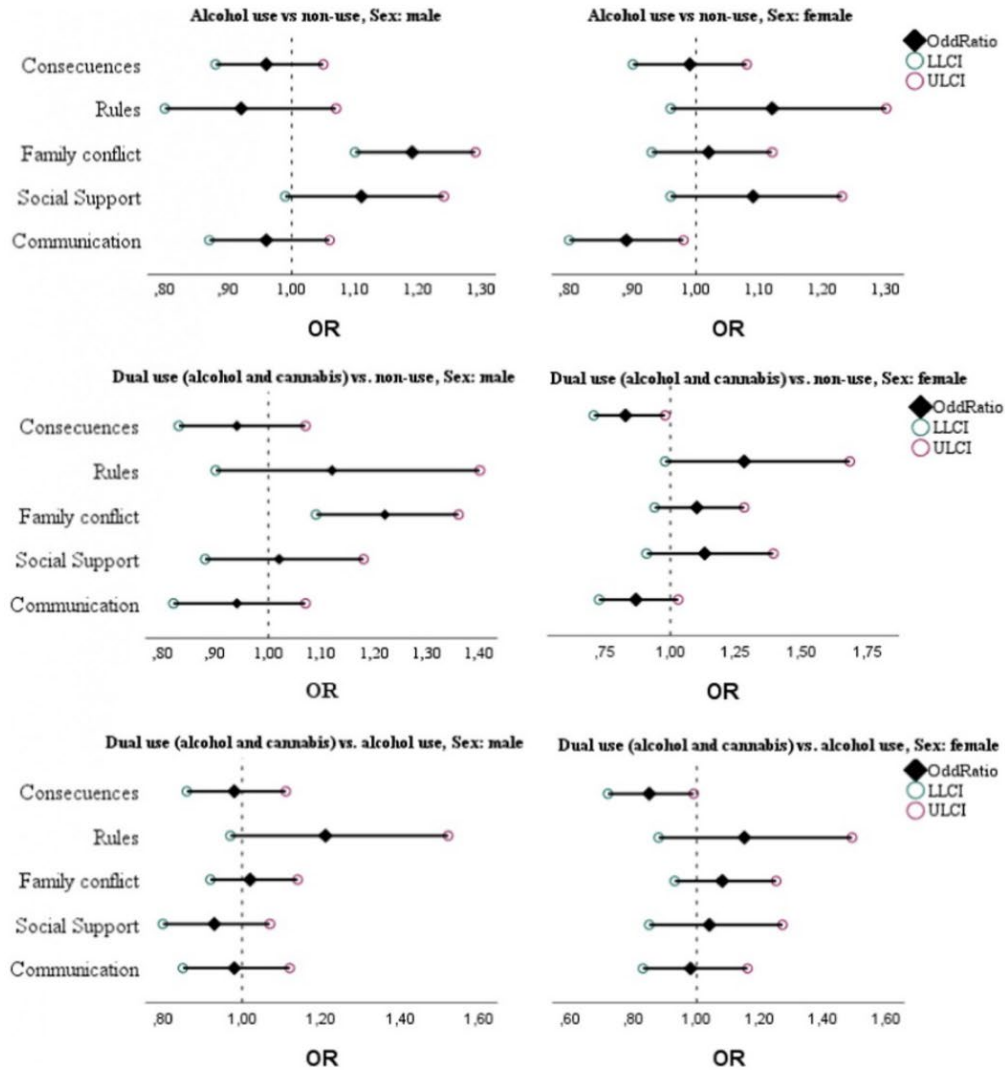 Alcohol use vs non-use, Sex: male
Alcohol use vs non-use, Sex: female
OddRatio
LLCI
ULCI
Consecuences
Rules
Family conflict
Social Support
Communication
,80 ,90 1,00 1,10 1,20 1,30
,80 ,90 1,00 1,10 1,20 1,30
OR
OR
Dual use (alcohol and cannabis) vs. non-use, Sex: male
Dual use (alcohol and cannabis) vs. non-use, Sex: female
OddRatio
LLCI
ULCI
Consecuences
Rules
Family conflict
Social Support
Communication
,80 ,90 1,00 1,10 1,20 1,30 1,40
,75 1,00 1,25 1,50 1,75
OR
OR
Dual use (alcohol and cannabis) vs. alcohol use, Sex: male
Dual use (alcohol and cannabis) vs. alcohol use, Sex: female
OddRatio
LLCI
ULCI
Consecuences
Rules
Family conflict
Social Support
Communication
,80 1,00 1,20 1,40 1,60
,60 ,80 1,00 1,20 1,40 1,60
OR
OR